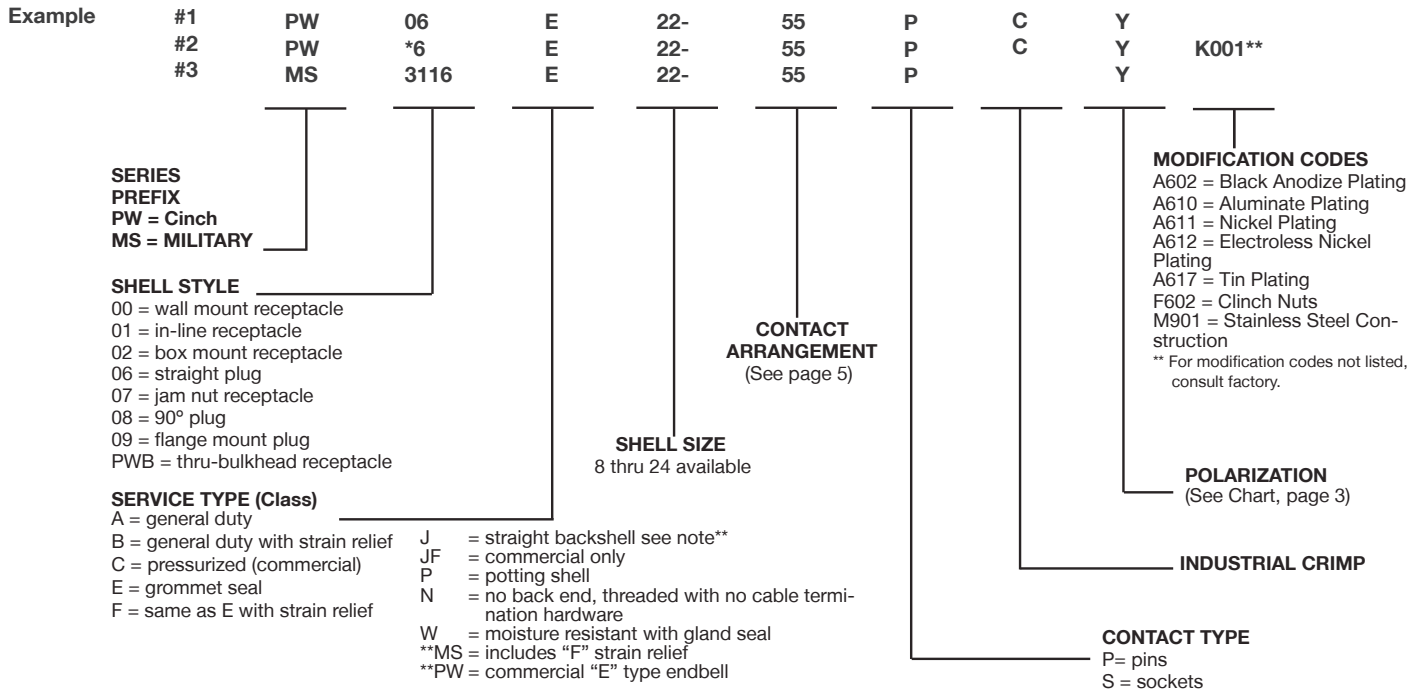 Example #1 PW 06 E 22- 55 P C Y
#2 PW *6 E 22- 55 P C Y K001**
#3 MS 3116 E 22- 55 P Y
SERIES
PREFIX
PW = Cinch
MS = MILITARY
SHELL STYLE
00 = wall mount receptacle
01 = in-line receptacle
02 = box mount receptacle
06 = straight plug
07 = jam nut receptacle
08 = 90º plug
09 = flange mount plug
PWB = thru-bulkhead receptacle
SERVICE TYPE (Class)
A = general duty
B = general duty with strain relief
C = pressurized (commercial)
E = grommet seal
F = same as E with strain relief
J = straight backshell see note**
JF = commercial only
P = potting shell
N = no back end, threaded with no cable termi-
nation hardware
W = moisture resistant with gland seal
**MS = includes “F” strain relief
**PW = commercial “E” type endbell
SHELL SIZE
8 thru 24 available
CONTACT
ARRANGEMENT
(See page 5)
MODIFICATION CODES
A602 = Black Anodize Plating
A610 = Aluminate Plating
A611 = Nickel Plating
A612 = Electroless Nickel
Plating
A617 = Tin Plating
F602 = Clinch Nuts
M901 = Stainless Steel Con-
struction
** For modification codes not listed,
consult factory.
POLARIZATION
(See Chart, page 3)
INDUSTRIAL CRIMP
CONTACT TYPE
P= pins
S = sockets